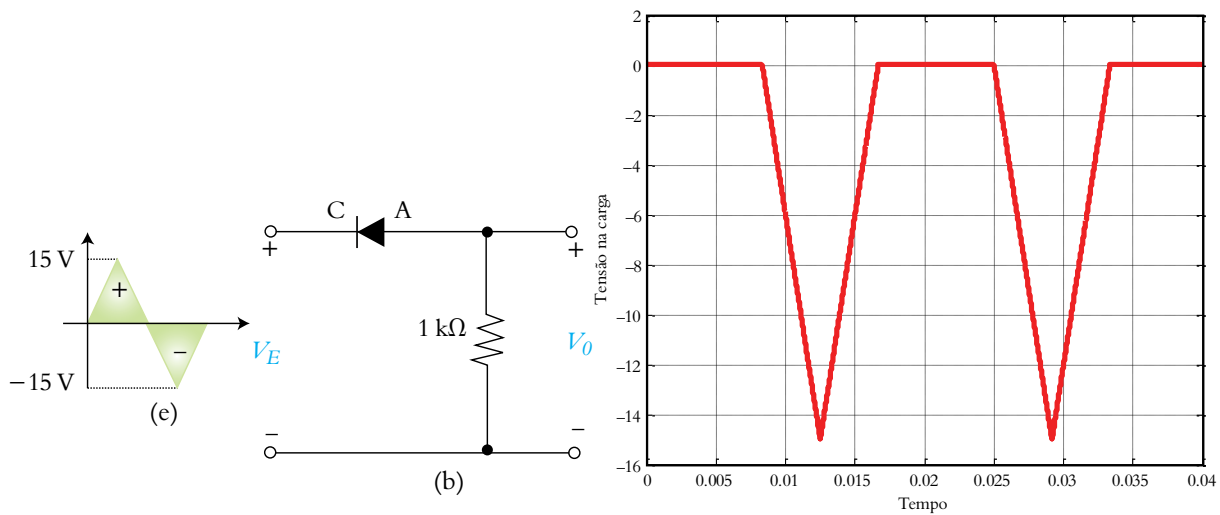 15 V
+
−
−15 V
(e)
C
A
+
+
1 kΩ
V_E
V_0
−
−
(b)
2
0
−2
−4
−6
−8
−10
−12
−14
−16
Tensão na carga
0
0.005
0.01
0.015
0.02
0.025
0.03
0.035
0.04
Tempo